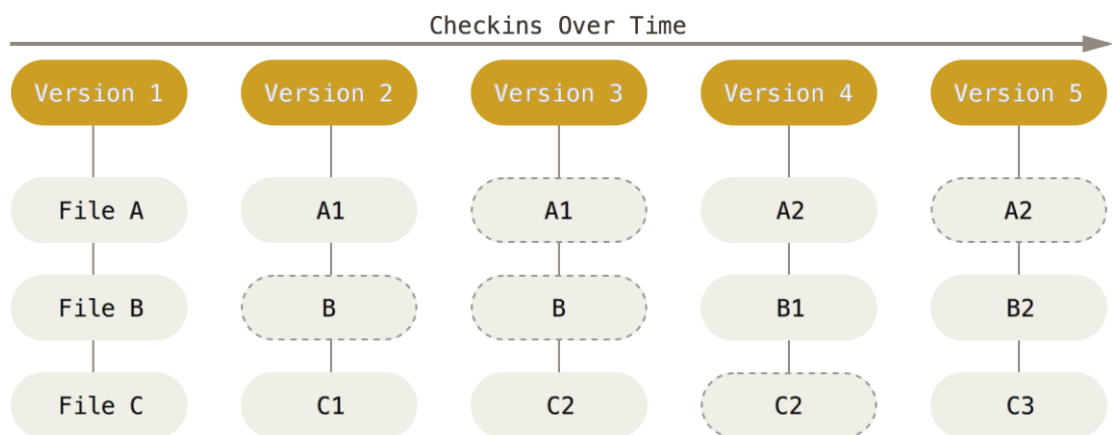 Checkins Over Time
Version 1 Version 2 Version 3 Version 4 Version 5
File A A1 A1 A2 A2
File B B B B1 B2
File C C1 C2 C2 C3